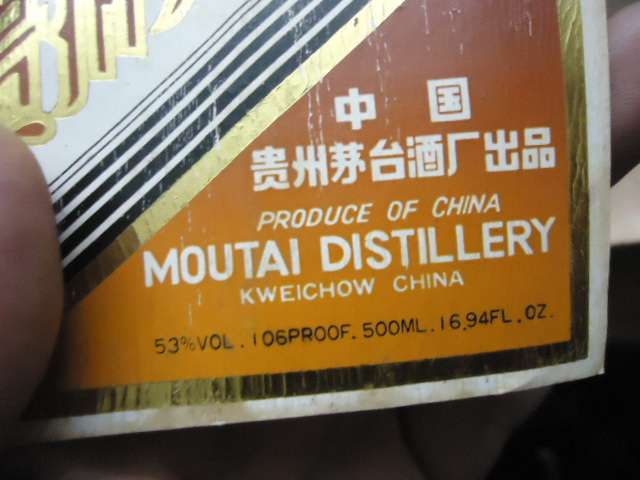 中国
贵州茅台酒厂出品
PRODUCE OF CHINA
MOUTAI DISTILLERY
KWEICHOW CHINA
53%VOL. 106PROOF. 500ML. 16.94FL. OZ.